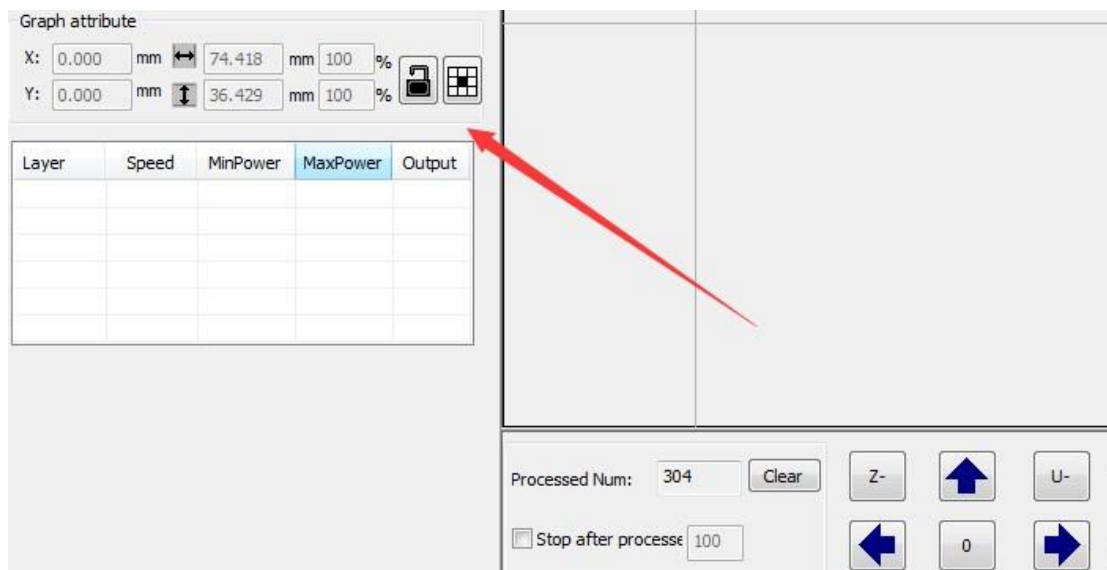 Graph attribute
X: 0.000 mm 74.418 mm 100 %
Y: 0.000 mm 36.429 mm 100 %
Layer Speed MinPower MaxPower Output
Processed Num: 304 Clear
Stop after processe 100
Z- U-
0